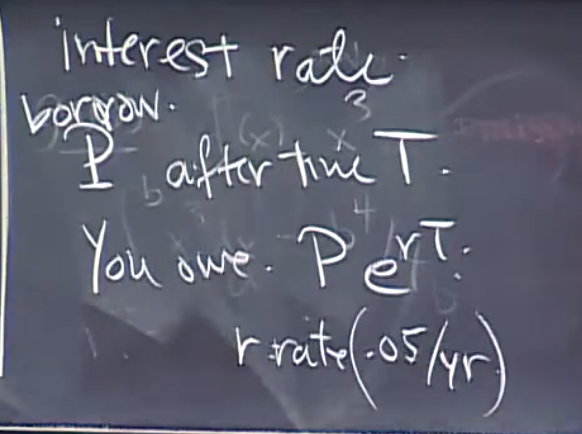 interest rate.
borrow.
P after time T.
You owe. Pe^{rT}.
r rate (.05/yr)